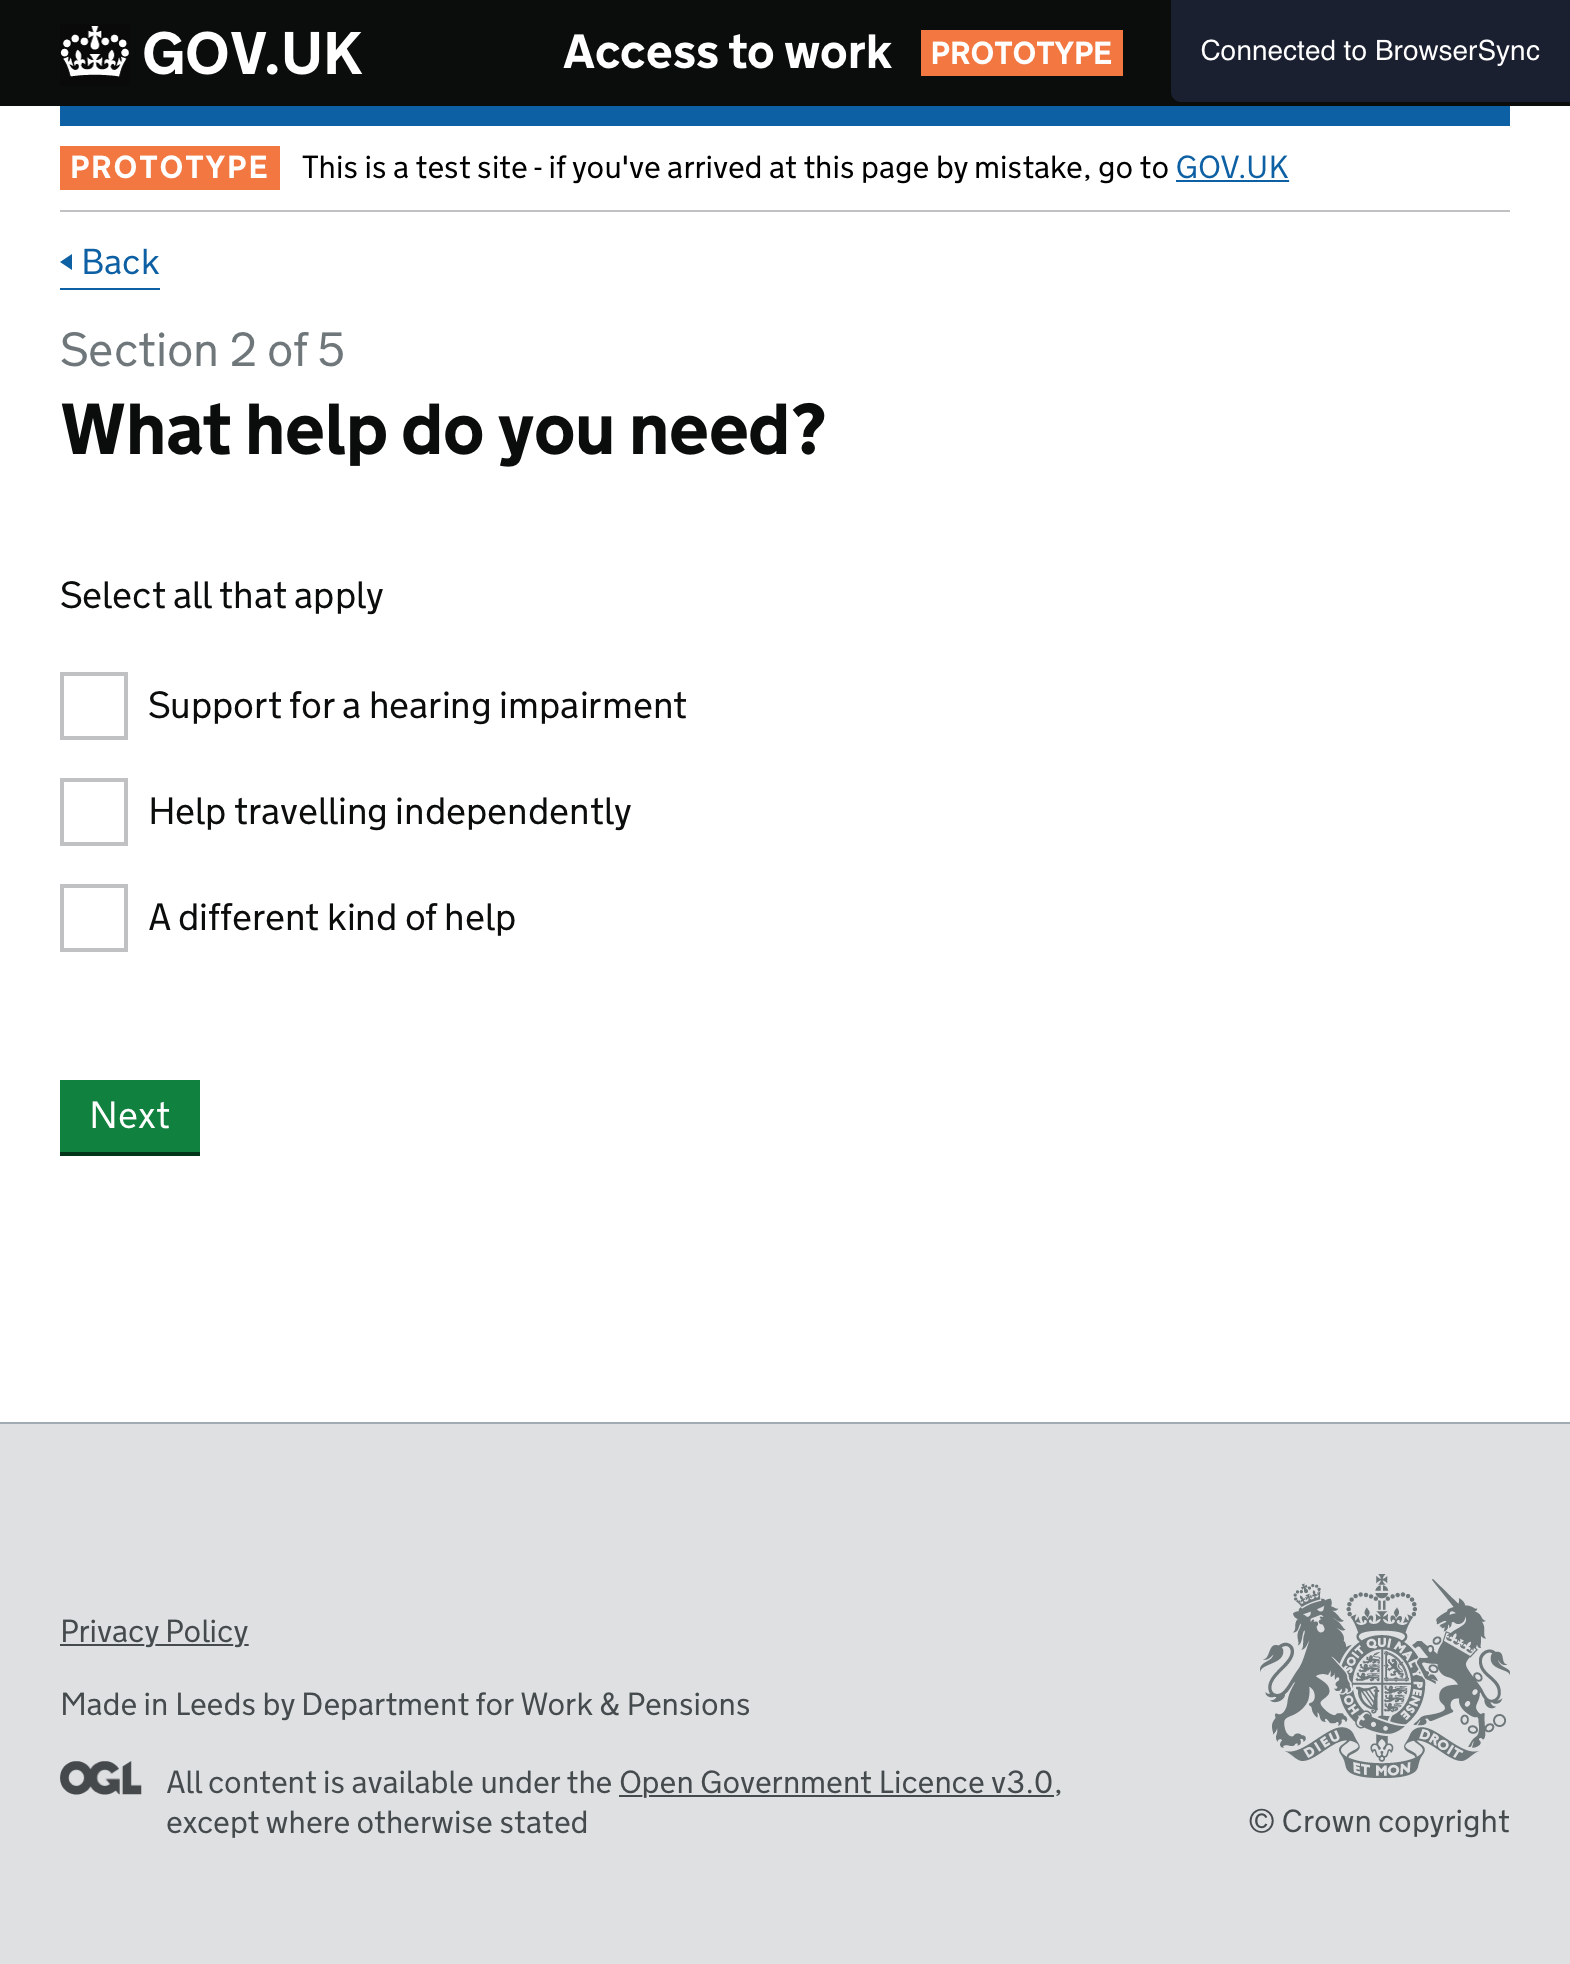 GOV.UK
Access to work PROTOTYPE
Connected to BrowserSync
PROTOTYPE This is a test site - if you've arrived at this page by mistake, go to GOV.UK
Back
Section 2 of 5
What help do you need?
Select all that apply
Support for a hearing impairment
Help travelling independently
A different kind of help
Next
Privacy Policy
Made in Leeds by Department for Work & Pensions
OGL All content is available under the Open Government Licence v3.0,
except where otherwise stated
HONI SOIT QUI MAL Y PENSE
DIEU ET MON DROIT
© Crown copyright